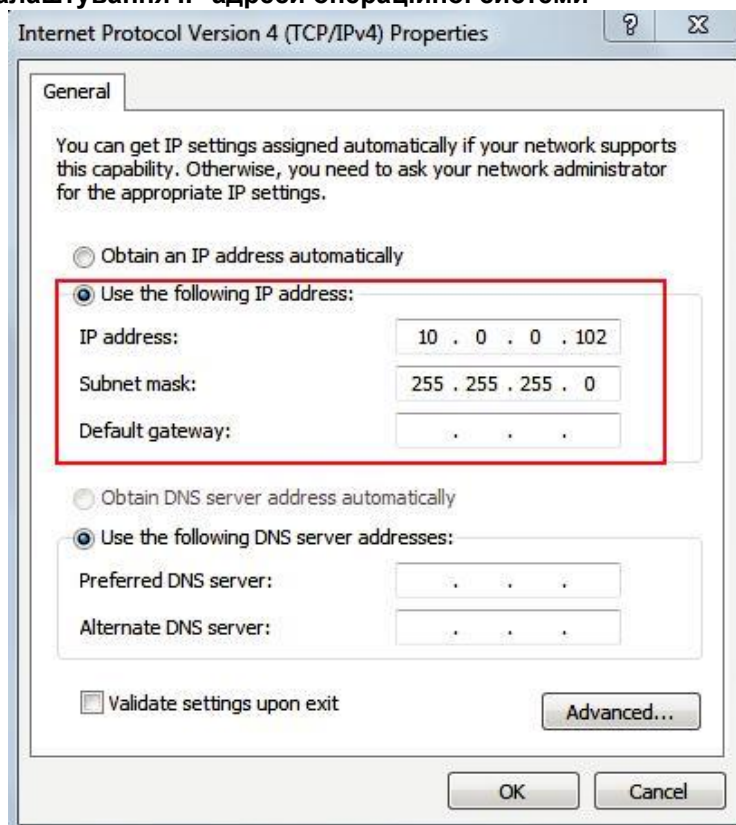 адреси операційної системи
Internet Protocol Version 4 (TCP/IPv4) Properties
General
You can get IP settings assigned automatically if your network supports
this capability. Otherwise, you need to ask your network administrator
for the appropriate IP settings.
Obtain an IP address automatically
Use the following IP address:
IP address: 10 . 0 . 0 . 102
Subnet mask: 255 . 255 . 255 . 0
Default gateway: . . .
Obtain DNS server address automatically
Use the following DNS server addresses:
Preferred DNS server: . . .
Alternate DNS server: . . .
Validate settings upon exit
Advanced...
OK Cancel